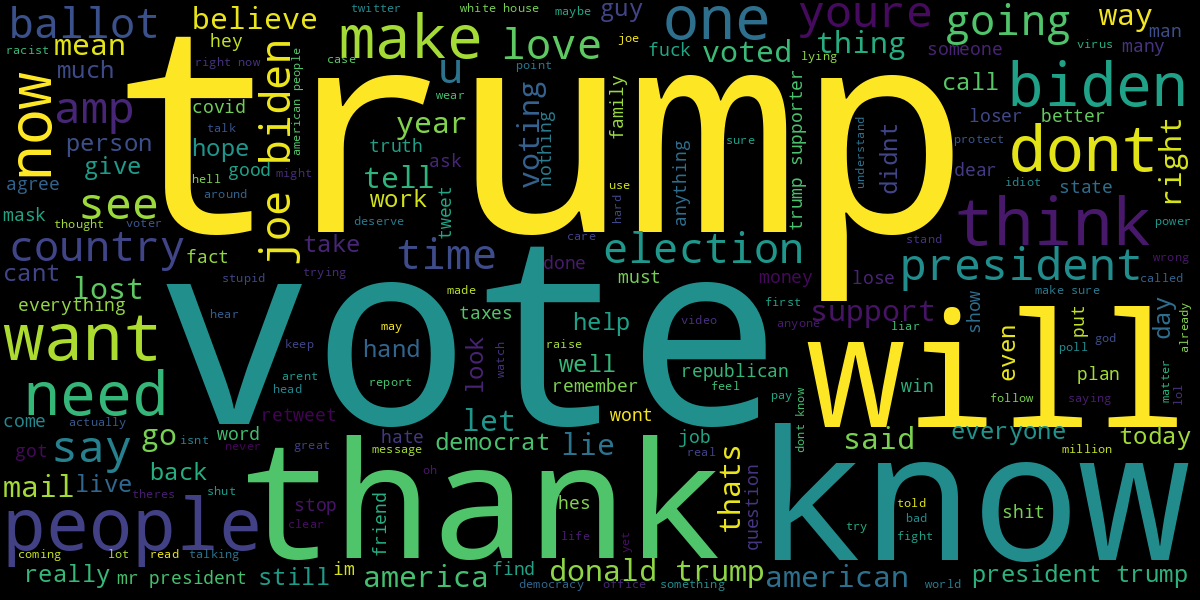 ballot
believe
twitter
white house
maybe
guy
one
youre
going
way
man
racist
mean
hey
case
make
love
joe
fuck
voted
lying
thing
someone
virus
many
right now
much
now
amp
covid
joe biden
american people
trump
u
point
wear
voting
nothing
family
call
biden
loser
better
talk
person
hope
year
truth
ask
tell
sure
anything
trump supporter
understand
didnt
protect
dont
right
give
good
might
hell
agree
around
work
tweet
deserve
use
hard
dear
idiot
state
mask
see
thought
voter
think
power
country
fact
take
time
care
done
election
stand
president
wrong
called
cant
lost
stupid
trying
must
money
lose
make sure
everything
made
vote
first
support
show
day
already
hear
may
taxes
help
video
anyone
liar
will
even
put
god
want
keep
hand
look
watch
raise
well
poll
need
arent
head
report
remember
republican
feel
pay
win
plan
matter
lol
follow
saying
come
actually
retweet
let
wont
dont know
got
say
go
isnt
word
never
great
hate
message
democrat
lie
job
real
said
everyone
million
today
mail
live
back
theres
shut
stop
clear
friend
oh
thank
hes
life
yet
thats
question
try
know
told
bad
fight
shit
people
coming
lot
read
talking
really
mr president
still
im
america
find
democracy
office
donald trump
something
american
world
president trump